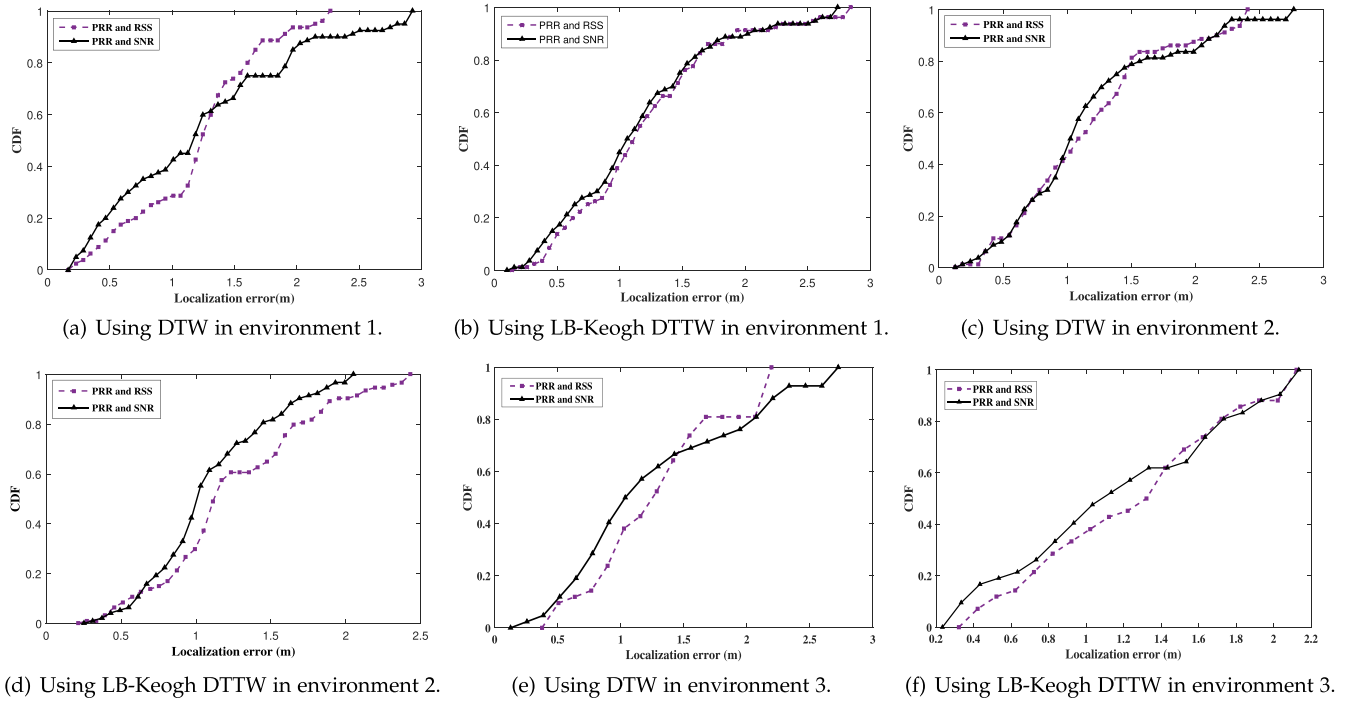 1
0.8
0.6
0.4
0.2
0
CDF
PRR and RSS
PRR and SNR
0 0.5 1 1.5 2 2.5 3
Localization error(m)
(a) Using DTW in environment 1.
1
0.8
0.6
0.4
0.2
0
CDF
PRR and RSS
PRR and SNR
0 0.5 1 1.5 2 2.5 3
Localization error(m)
(b) Using LB-Keogh DTTW in environment 1.
1
0.8
0.6
0.4
0.2
0
CDF
PRR and RSS
PRR and SNR
0 0.5 1 1.5 2 2.5 3
Localization error (m)
(c) Using DTW in environment 2.
1
0.8
0.6
0.4
0.2
0
CDF
PRR and RSS
PRR and SNR
0 0.5 1 1.5 2 2.5
Localization error (m)
(d) Using LB-Keogh DTTW in environment 2.
1
0.8
0.6
0.4
0.2
0
CDF
PRR and RSS
PRR and SNR
0 0.5 1 1.5 2 2.5 3
Localization error (m)
(e) Using DTW in environment 3.
1
0.8
0.6
0.4
0.2
0
CDF
PRR and RSS
PRR and SNR
0.2 0.4 0.6 0.8 1 1.2 1.4 1.6 1.8 2 2.2
Localization error (m)
(f) Using LB-Keogh DTTW in environment 3.